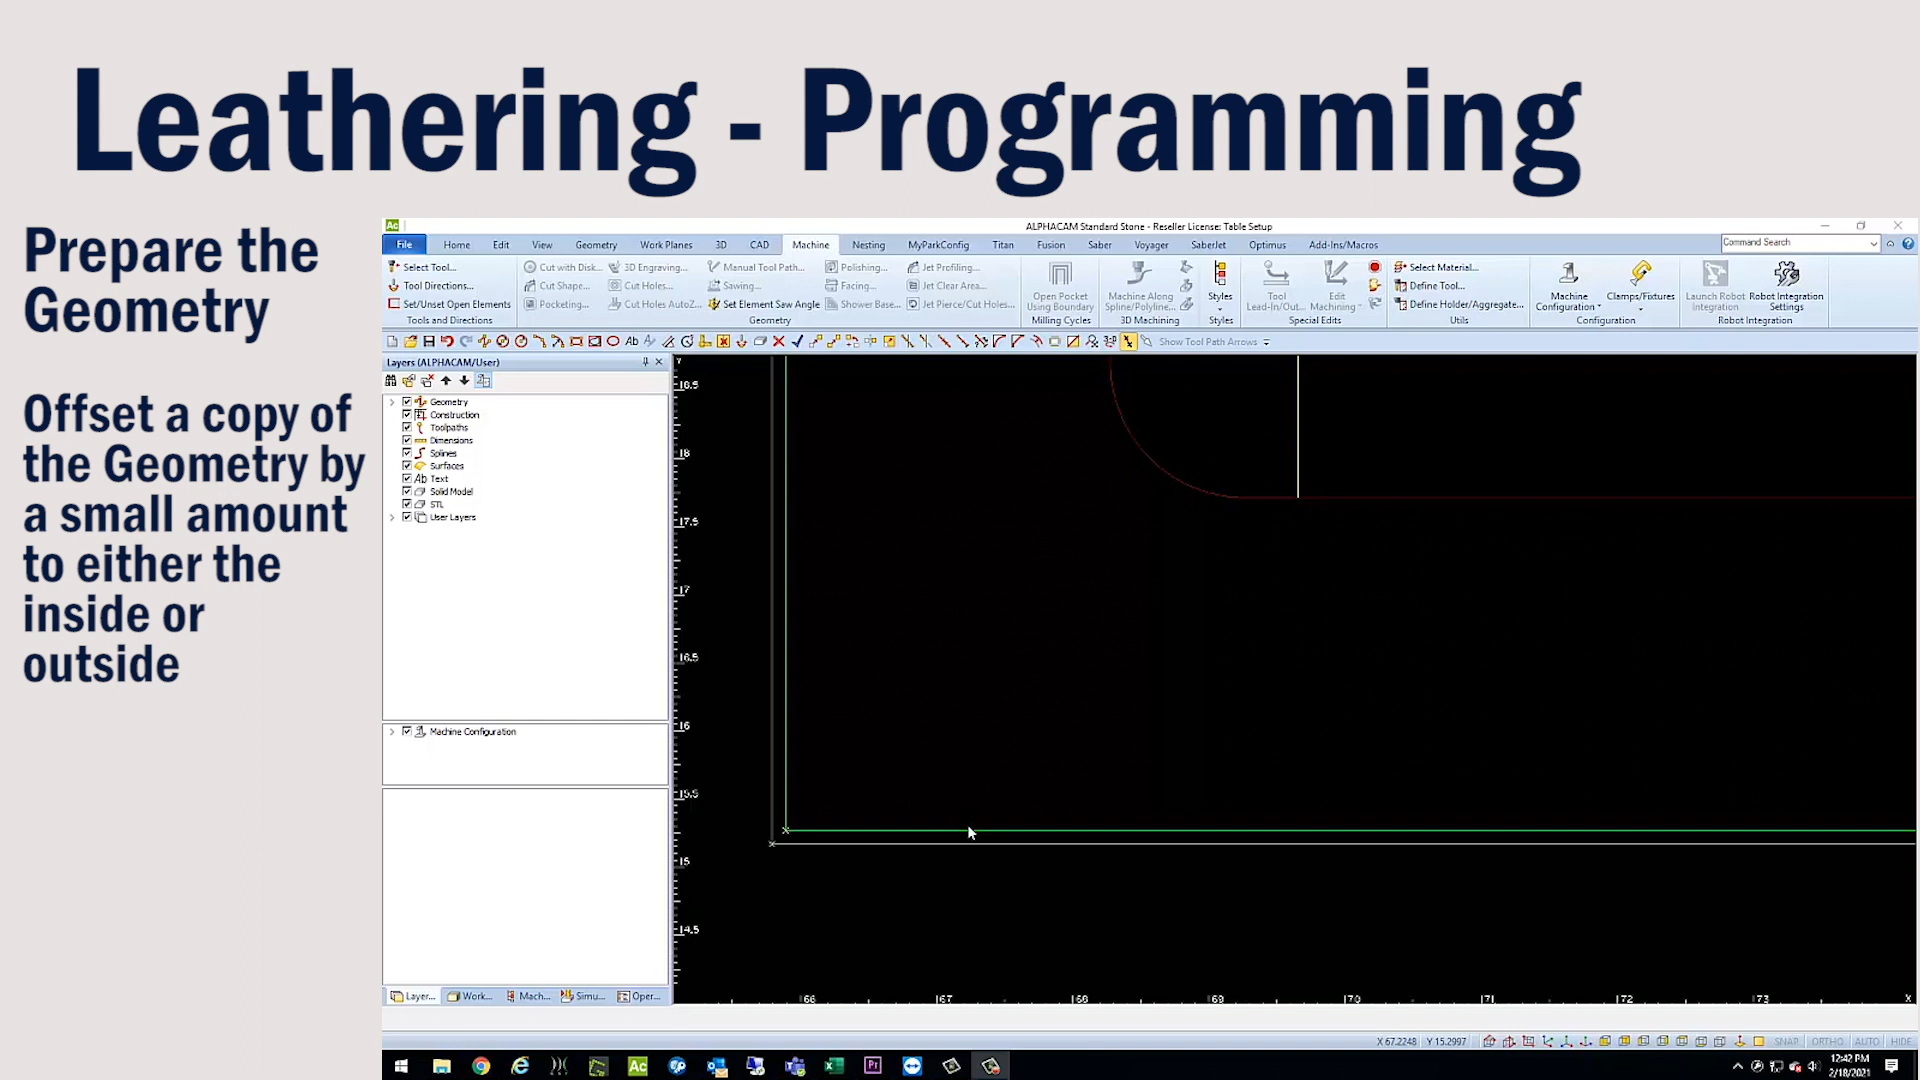 Leathering - Programming
Prepare the
Geometry
Offset a copy of
the Geometry by
a small amount
to either the
inside or
outside
ALPHACAM Standard Stone - Reseller License: Table Setup
File Home Edit View Geometry Work Planes 3D CAD Machine Nesting MyParkConfig Titan Fusion Saber Voyager SaberJet Optimus Add-Ins/Macros
Command Search
Select Tool...
Tool Directions...
Set/Unset Open Elements
Tools and Directions
Cut with Disk... 3D Engraving... Manual Tool Path... Polishing... Jet Profiling...
Cut Shape... Cut Holes... Sawing... Facing... Jet Clear Area...
Pocketing... Cut Holes AutoZ... Set Element Saw Angle Shower Base... Jet Pierce/Cut Holes...
Geometry
Open Pocket
Using Boundary
Milling Cycles
Machine Along
Spline/Polyline...
3D Machining
Styles
Styles
Tool
Lead-In/Out...
Edit
Machining
Special Edits
Select Material...
Define Tool...
Define Holder/Aggregate...
Utils
Machine
Configuration
Clamps/Fixtures
Configuration
Launch Robot
Integration
Robot Integration
Settings
Robot Integration
Show Tool Path Arrows
Layers (ALPHACAM/User)
Geometry
Construction
Toolpaths
Dimensions
Splines
Surfaces
Text
Solid Model
STL
User Layers
Machine Configuration
Layer... Work... Mach... Simu... Oper...
Y
18.5
18
17.5
17
16.5
16
15.5
15
14.5
66 67 68 69 70 71 72 73 X
X 67.2248 Y 15.2997
SNAP ORTHO AUTO HIDE
12:42 PM
2/18/2021